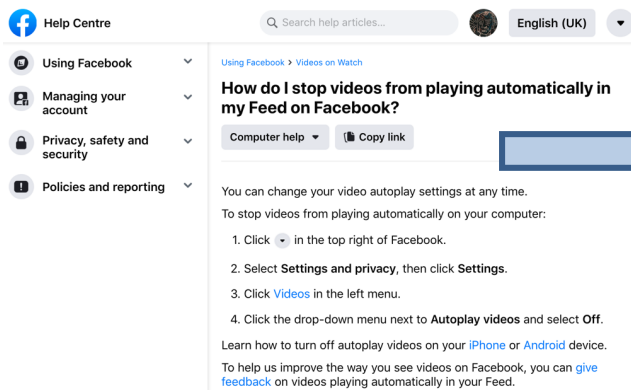 Help Centre
Search help articles...
English (UK)
Using Facebook
Managing your
account
Privacy, safety and
security
Policies and reporting
Using Facebook > Videos on Watch
How do I stop videos from playing automatically in
my Feed on Facebook?
Computer help
Copy link
You can change your video autoplay settings at any time.
To stop videos from playing automatically on your computer:
1. Click in the top right of Facebook.
2. Select Settings and privacy, then click Settings.
3. Click Videos in the left menu.
4. Click the drop-down menu next to Autoplay videos and select Off.
Learn how to turn off autoplay videos on your iPhone or Android device.
To help us improve the way you see videos on Facebook, you can give
feedback on videos playing automatically in your Feed.